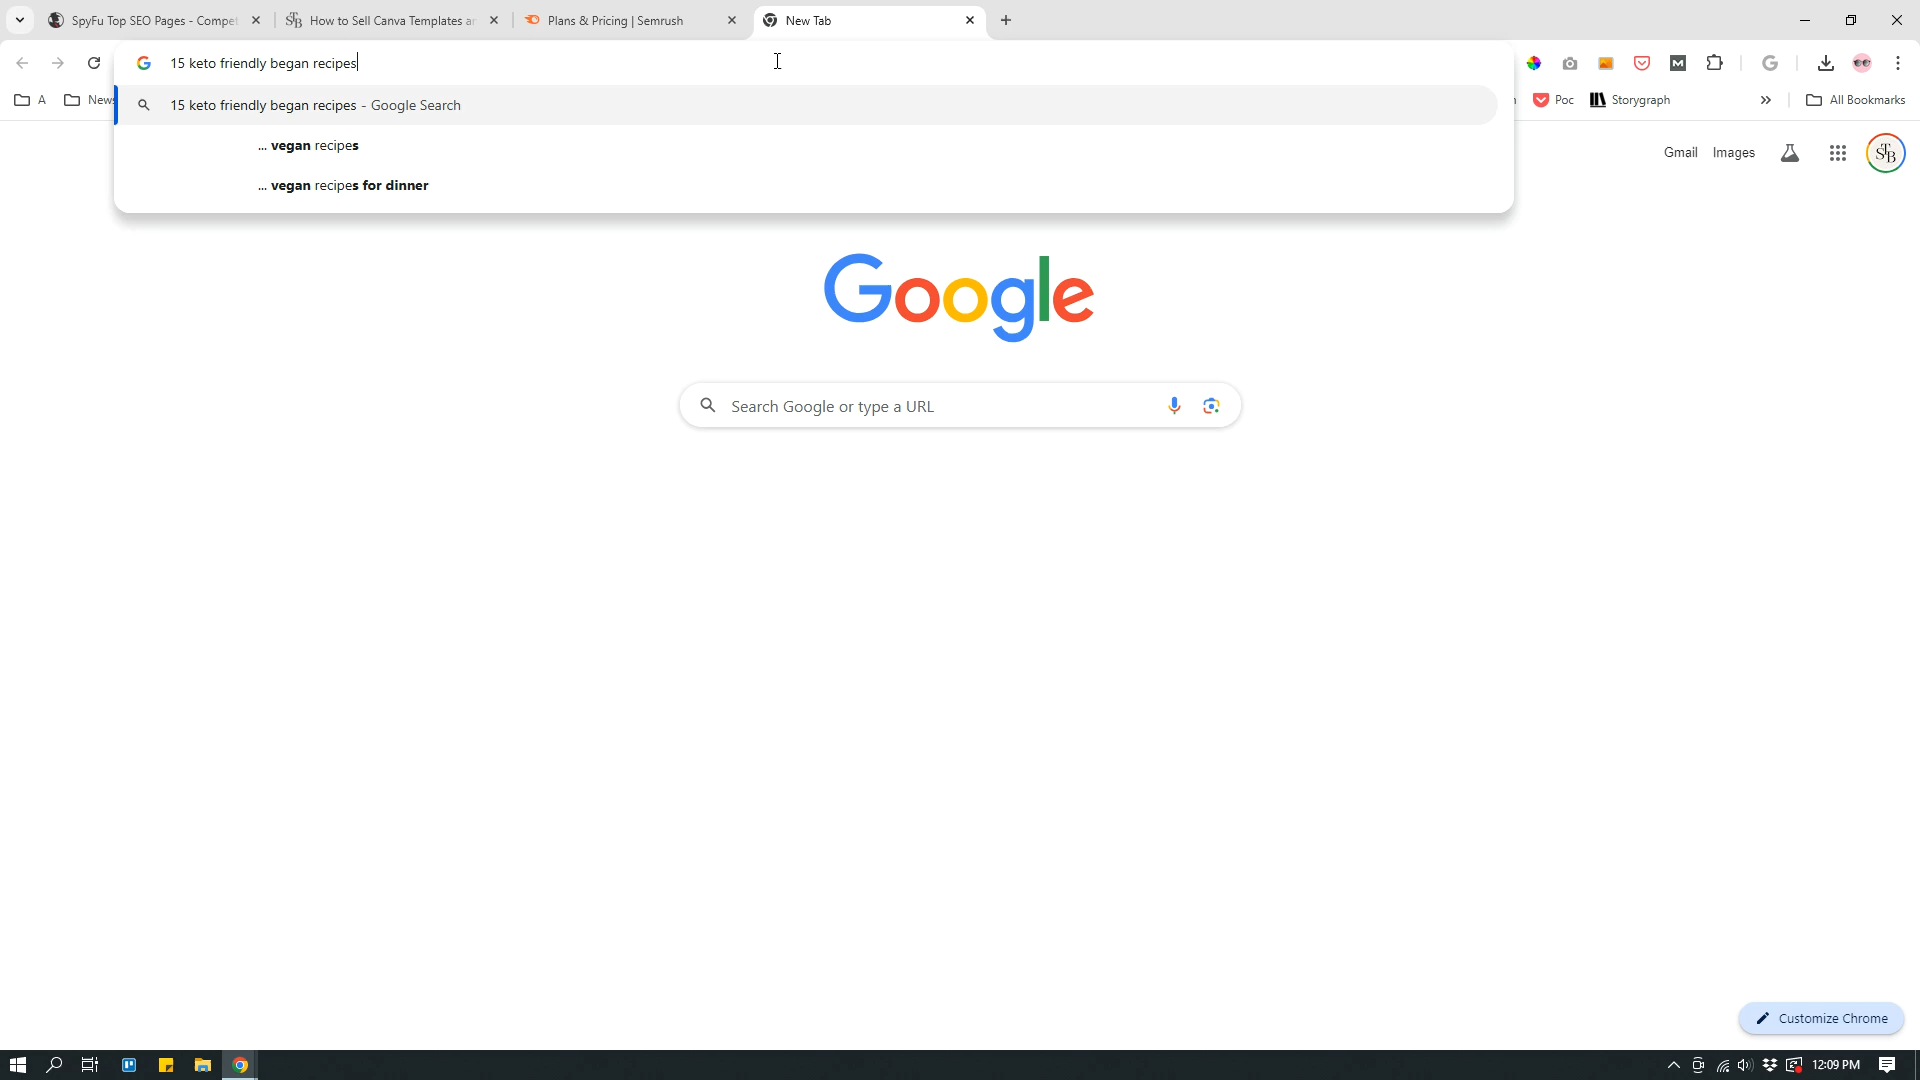 SpyFu Top SEO Pages - Compet
How to Sell Canva Templates ar
Plans & Pricing | Semrush
New Tab
15 keto friendly began recipes
A
News
15 keto friendly began recipes - Google Search
Poc
Storygraph
All Bookmarks
... vegan recipes
... vegan recipes for dinner
Gmail
Images
STB
Google
Search Google or type a URL
Customize Chrome
12:09 PM